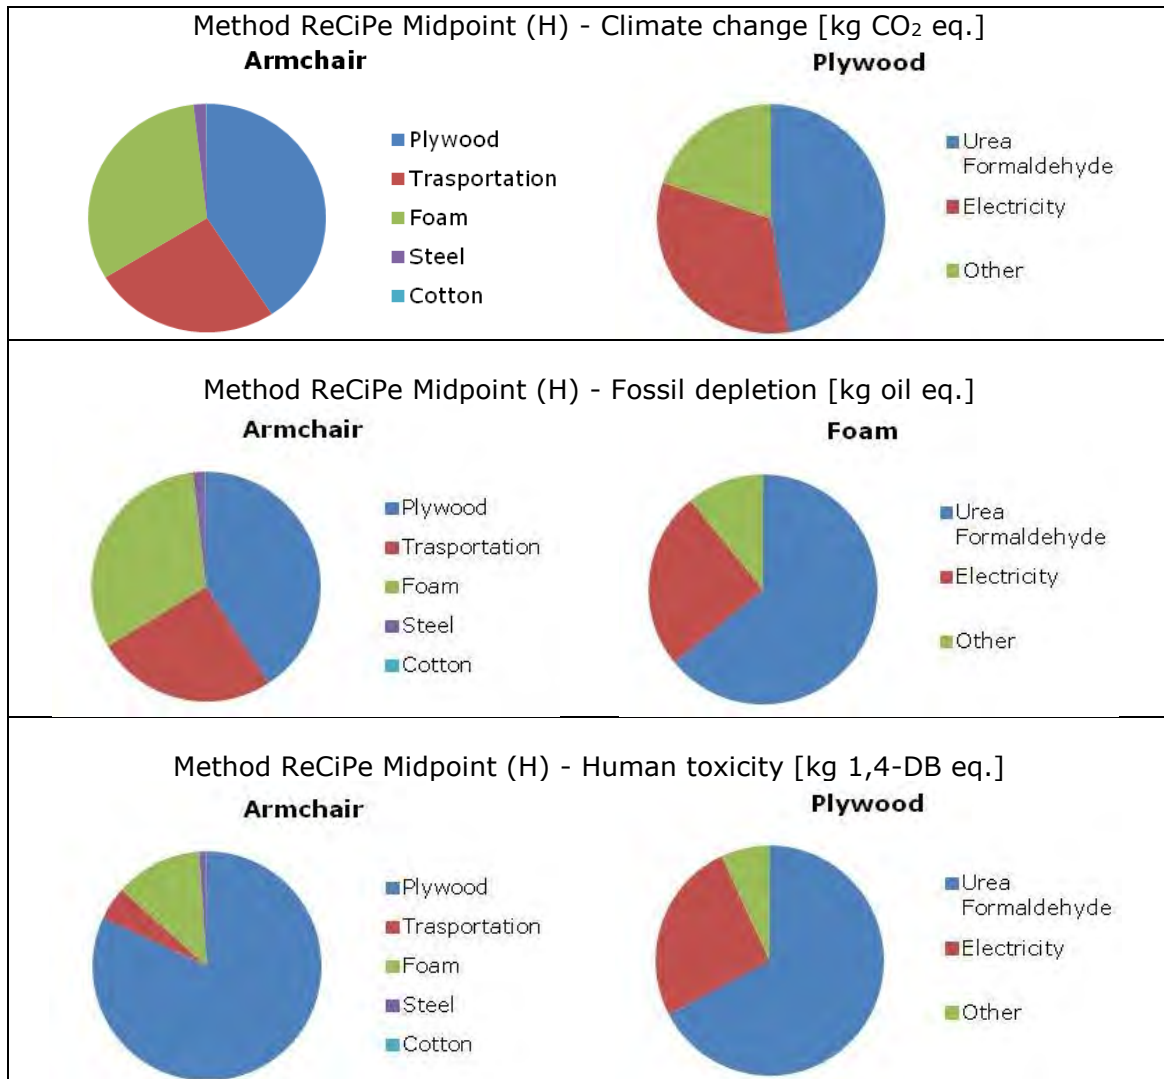 Method ReCiPe Midpoint (H) - Climate change [kg CO₂ eq.]
Armchair
Plywood
Trasportation
Foam
Steel
Cotton
Plywood
Urea
Formaldehyde
Electricity
Other
Method ReCiPe Midpoint (H) - Fossil depletion [kg oil eq.]
Armchair
Plywood
Trasportation
Foam
Steel
Cotton
Foam
Urea
Formaldehyde
Electricity
Other
Method ReCiPe Midpoint (H) - Human toxicity [kg 1,4-DB eq.]
Armchair
Plywood
Trasportation
Foam
Steel
Cotton
Plywood
Urea
Formaldehyde
Electricity
Other